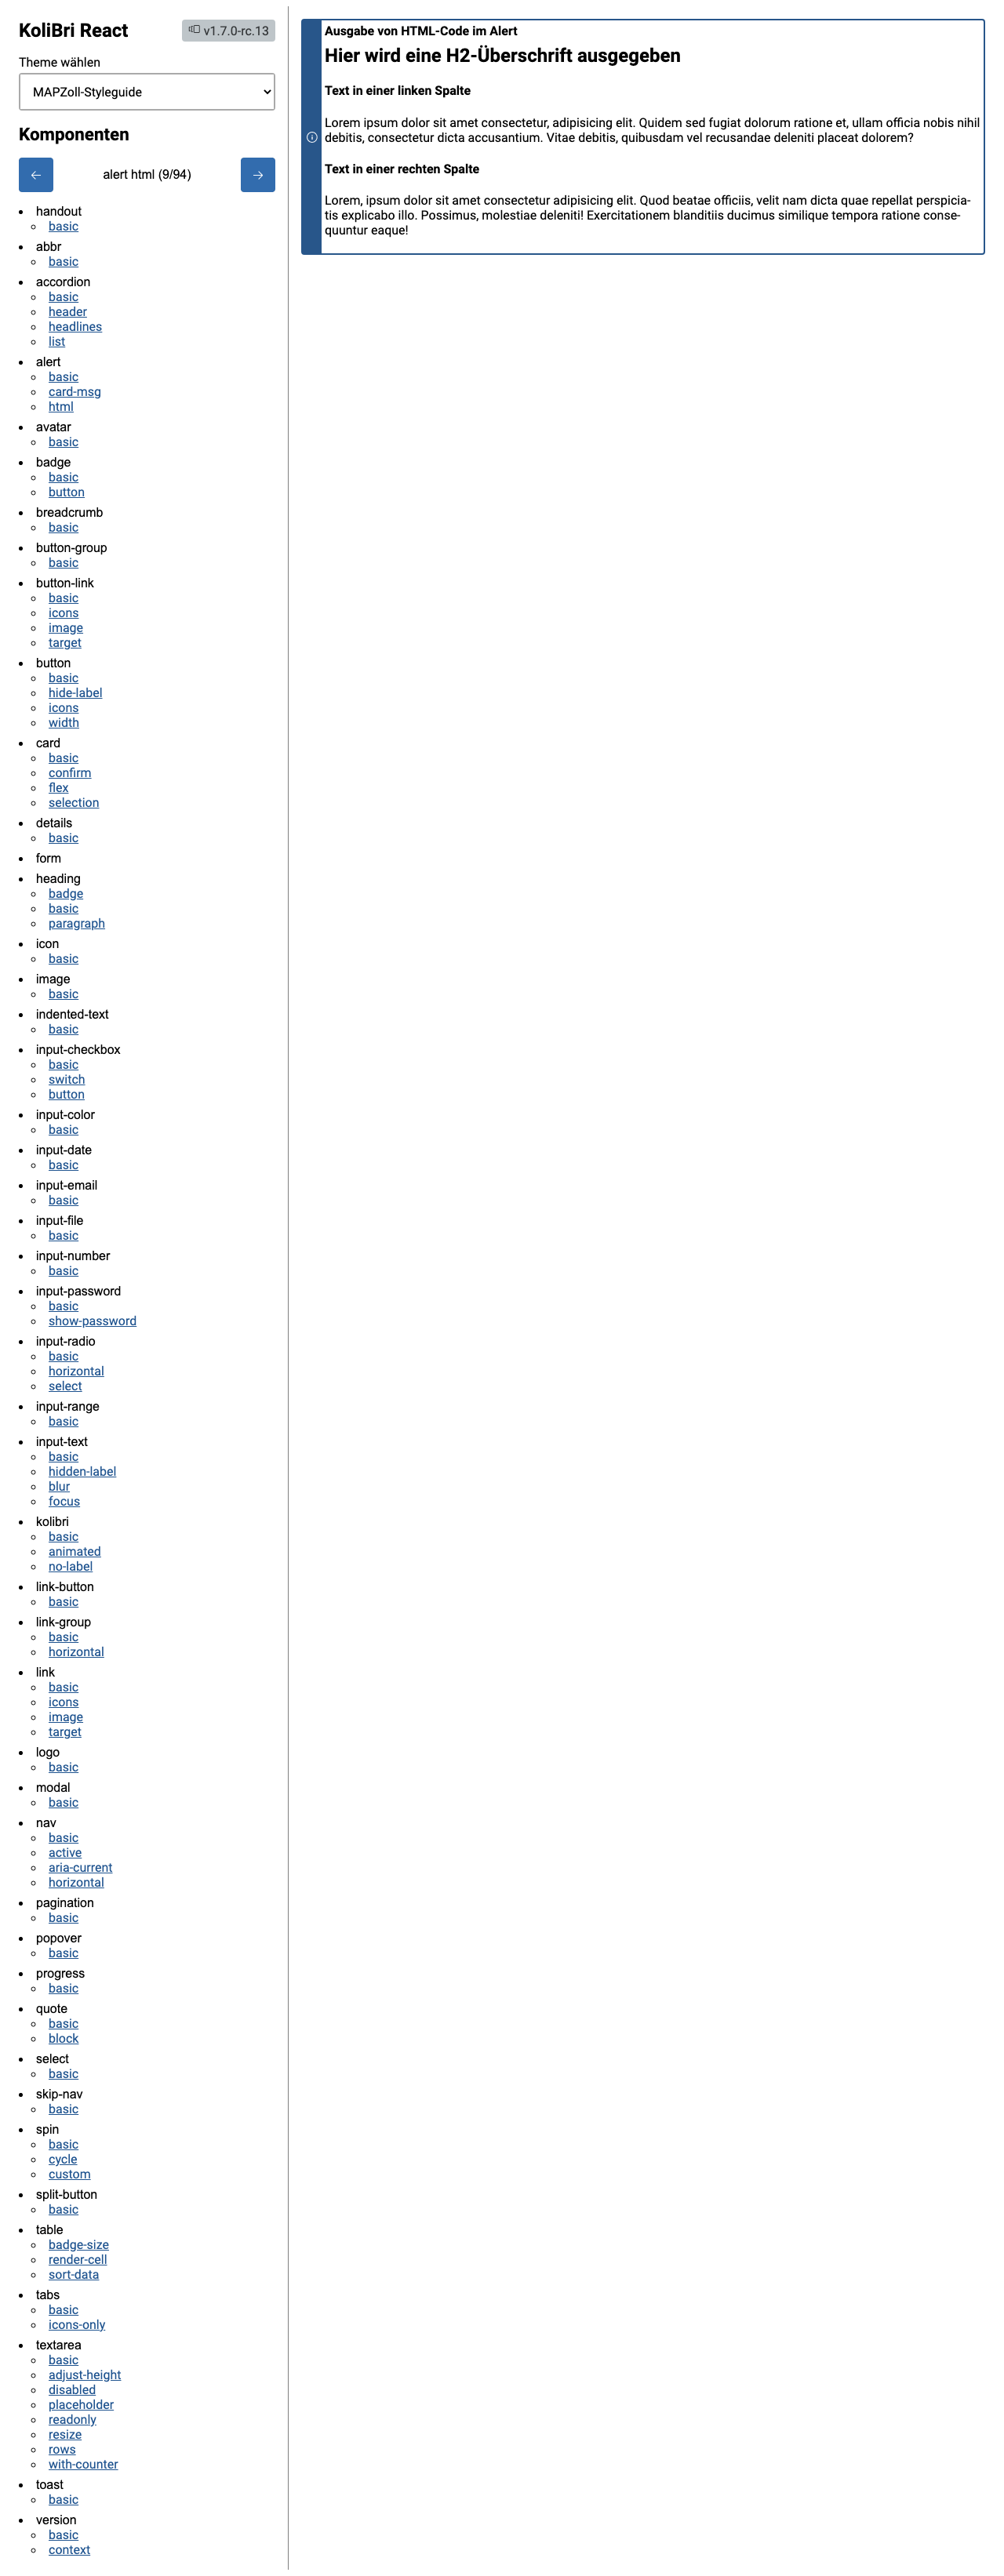 KoliBri React
v1.7.0-rc.13
Theme wählen
MAPZoll-Styleguide
Komponenten
alert html (9/94)
handout
basic
abbr
basic
accordion
basic
header
headlines
list
alert
basic
card-msg
html
avatar
basic
badge
basic
button
breadcrumb
basic
button-group
basic
button-link
basic
icons
image
target
button
basic
hide-label
icons
width
card
basic
confirm
flex
selection
details
basic
form
heading
badge
basic
paragraph
icon
basic
image
basic
indented-text
basic
input-checkbox
basic
switch
button
input-color
basic
input-date
basic
input-email
basic
input-file
basic
input-number
basic
input-password
basic
show-password
input-radio
basic
horizontal
select
input-range
basic
input-text
basic
hidden-label
blur
focus
kolibri
basic
animated
no-label
link-button
basic
link-group
basic
horizontal
link
basic
icons
image
target
logo
basic
modal
basic
nav
basic
active
aria-current
horizontal
pagination
basic
popover
basic
progress
basic
quote
basic
block
select
basic
skip-nav
basic
spin
basic
cycle
custom
split-button
basic
table
badge-size
render-cell
sort-data
tabs
basic
icons-only
textarea
basic
adjust-height
disabled
placeholder
readonly
resize
rows
with-counter
toast
basic
version
basic
context
Ausgabe von HTML-Code im Alert
Hier wird eine H2-Überschrift ausgegeben
Text in einer linken Spalte
Lorem ipsum dolor sit amet consectetur, adipisicing elit. Quidem sed fugiat dolorum ratione et, ullam officia nobis nihil
debitis, consectetur dicta accusantium. Vitae debitis, quibusdam vel recusandae deleniti placeat dolorem?
Text in einer rechten Spalte
Lorem, ipsum dolor sit amet consectetur adipisicing elit. Quod beatae officiis, velit nam dicta quae repellat perspicia-
tis explicabo illo. Possimus, molestiae deleniti! Exercitationem blanditiis ducimus similique tempora ratione conse-
quuntur eaque!